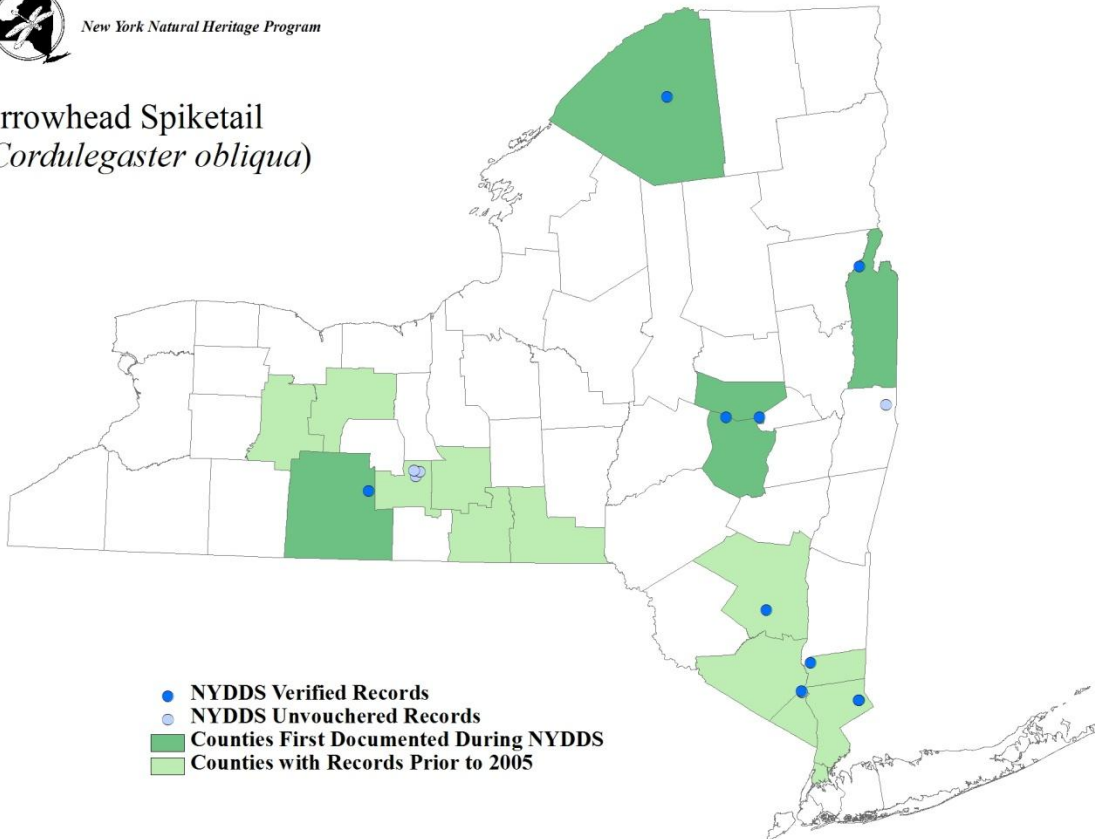 New York Natural Heritage Program
rrowhead Spiketail
Cordulegaster obliqua)
NYDDS Verified Records
NYDDS Unvouchered Records
Counties First Documented During NYDDS
Counties with Records Prior to 2005